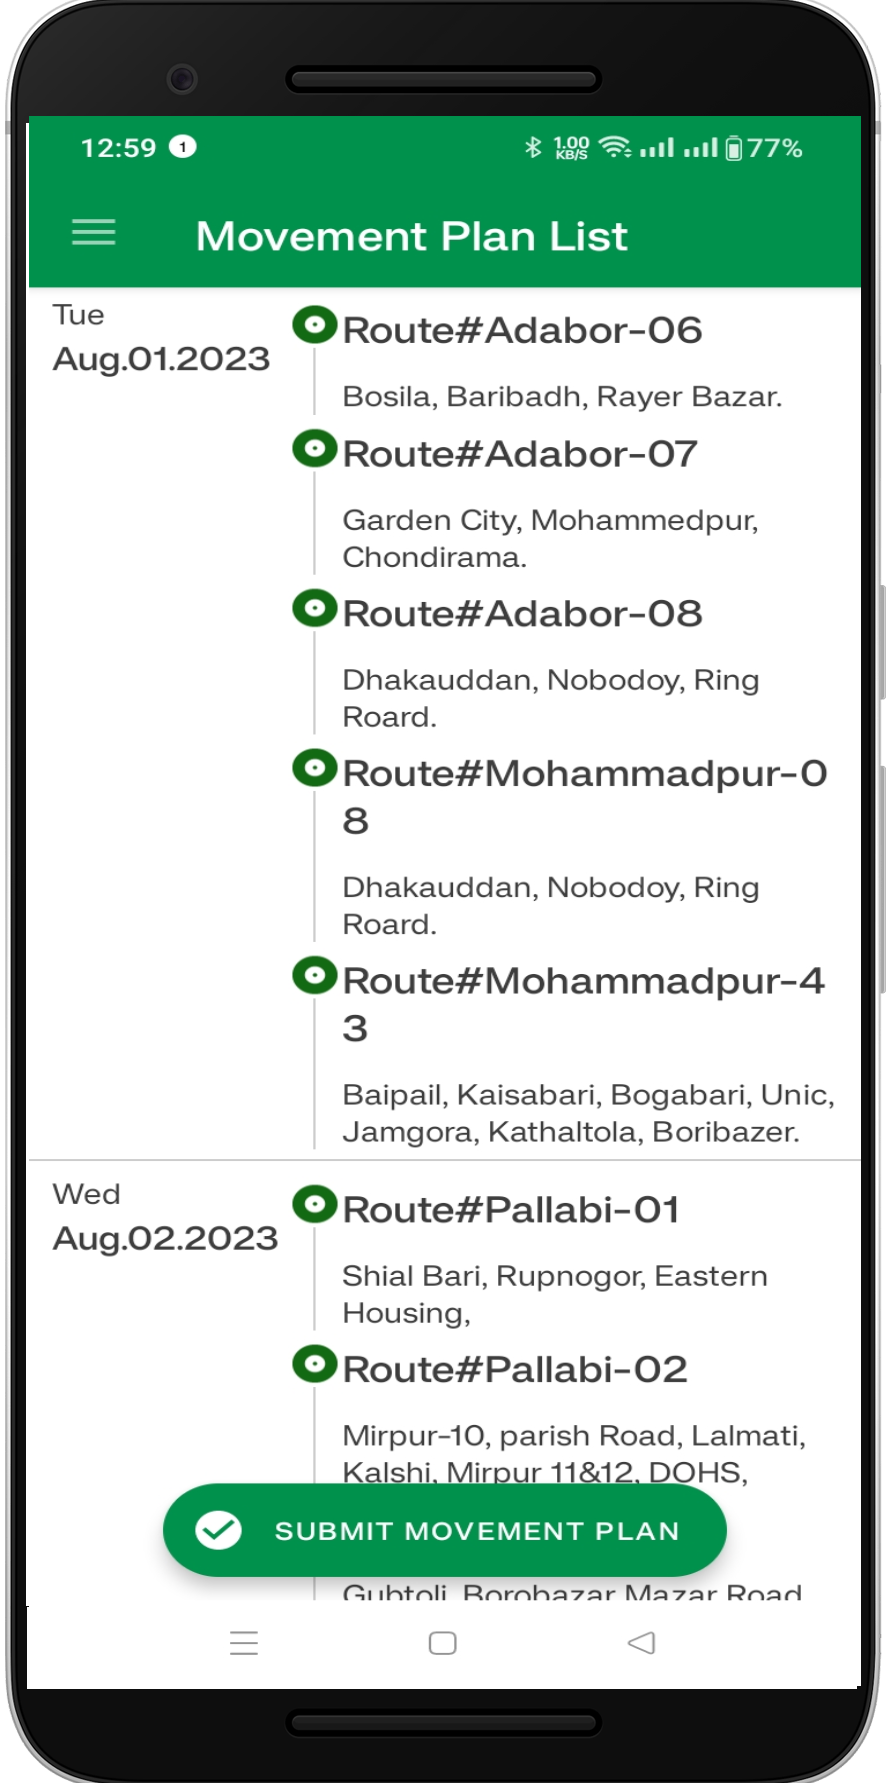 12:59 1 1.00 KB/S 77%
Movement Plan List
Tue
Aug.01.2023
Route#Adabor-06
Bosila, Baribadh, Rayer Bazar.
Route#Adabor-07
Garden City, Mohammedpur,
Chondirama.
Route#Adabor-08
Dhakauddan, Nobodoy, Ring
Roard.
Route#Mohammadpur-0
8
Dhakauddan, Nobodoy, Ring
Roard.
Route#Mohammadpur-4
3
Baipail, Kaisabari, Bogabari, Unic,
Jamgora, Kathaltola, Boribazer.
Wed
Aug.02.2023
Route#Pallabi-01
Shial Bari, Rupnogor, Eastern
Housing,
Route#Pallabi-02
Mirpur-10, parish Road, Lalmati,
Kalshi, Mirpur 11&12, DOHS,
SUBMIT MOVEMENT PLAN
Gubtoli, Borobazar Mazar Road